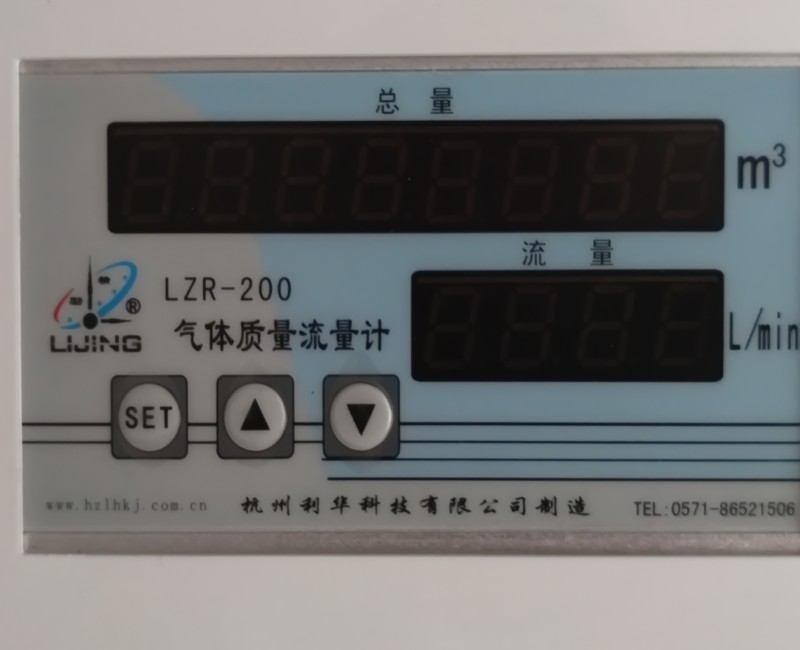 总 量
m³
流 量
LZR-200
®
LIJING
气体质量流量计
L/min
SET
www.hzlhkj.com.cn 杭州利华科技有限公司制造 TEL:0571-86521506